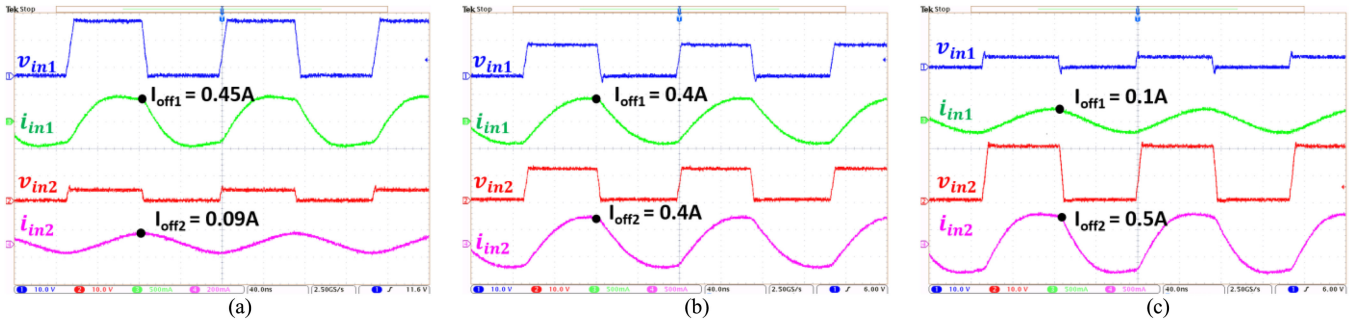 Tek Stop
v_in1
I_off1 = 0.45A
i_in1
v_in2
I_off2 = 0.09A
i_in2
1 10.0 V 2 10.0 V 3 500mA 4 200mA 40.0ns 2.50GS/s 1 11.6 V
(a)
Tek Stop
v_in1
I_off1 = 0.4A
i_in1
v_in2
I_off2 = 0.4A
i_in2
1 10.0 V 2 10.0 V 3 500mA 4 500mA 40.0ns 2.50GS/s 1 6.00 V
(b)
Tek Stop
v_in1
I_off1 = 0.1A
i_in1
v_in2
I_off2 = 0.5A
i_in2
1 10.0 V 2 10.0 V 3 500mA 4 500mA 40.0ns 2.50GS/s 1 6.00 V
(c)